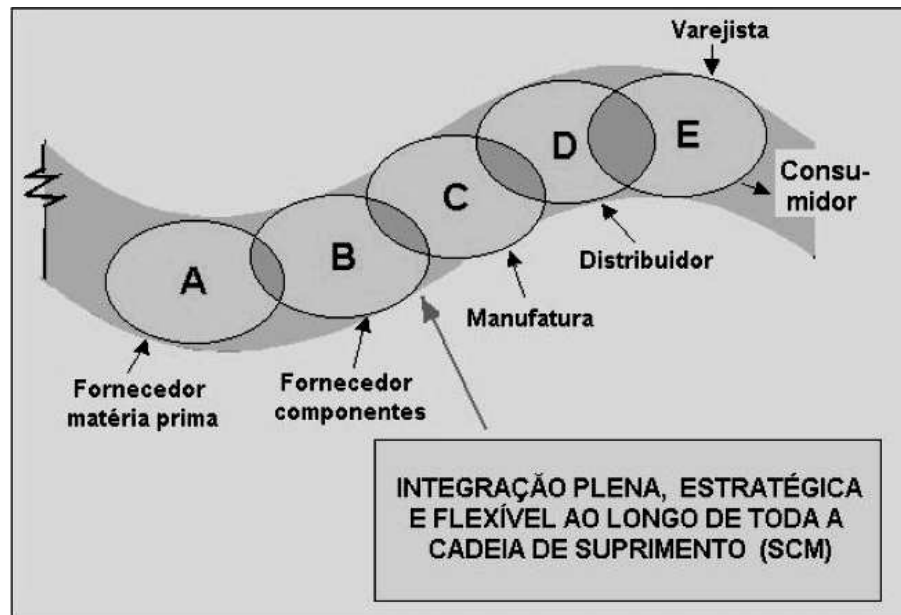 Varejista
A
B
C
D
E
Consu-
midor
Distribuidor
Manufatura
Fornecedor
matéria prima
Fornecedor
componentes
INTEGRAÇÃO PLENA, ESTRATÉGICA
E FLEXÍVEL AO LONGO DE TODA A
CADEIA DE SUPRIMENTO (SCM)